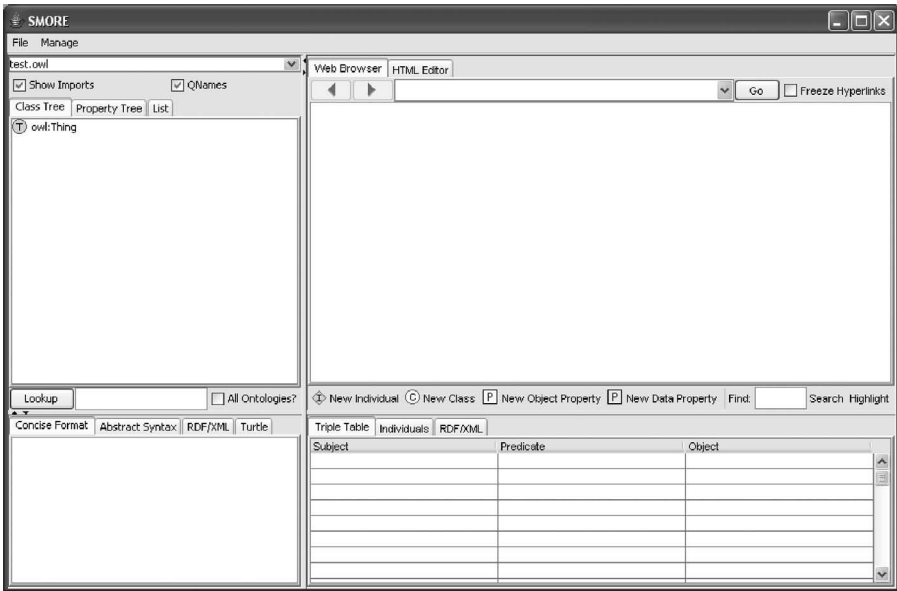 SMORE
File Manage
test.owl
Show Imports QNames
Class Tree Property Tree List
owl:Thing
Lookup All Ontologies?
Concise Format Abstract Syntax RDF/XML Turtle
Web Browser HTML Editor
Go Freeze Hyperlinks
I New Individual C New Class P New Object Property P New Data Property Find: Search Highlight
Triple Table Individuals RDF/XML
Subject Predicate Object